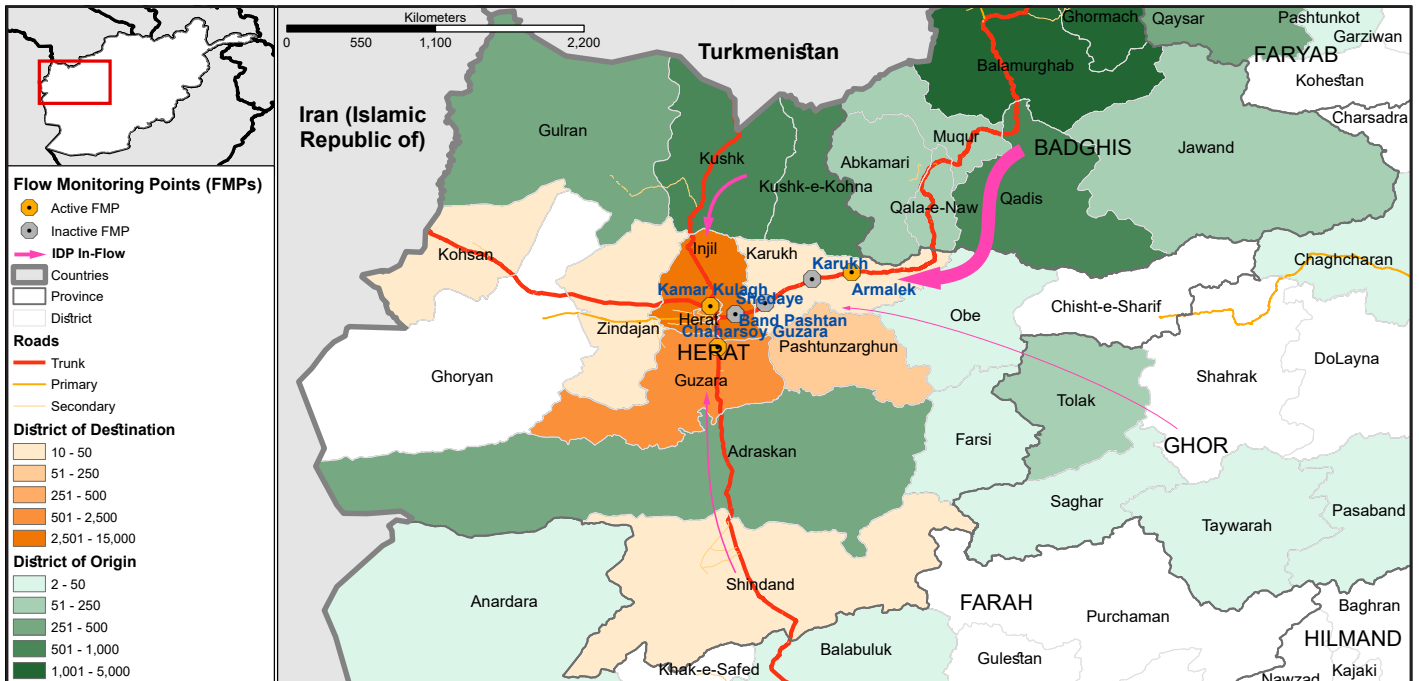 Kilometers
0 550 1,100 2,200
Turkmenistan
Iran (Islamic
Republic of)
Flow Monitoring Points (FMPs)
Active FMP
Inactive FMP
IDP In-Flow
Countries
Province
District
Roads
Trunk
Primary
Secondary
District of Destination
10 - 50
51 - 250
251 - 500
501 - 2,500
2,501 - 15,000
District of Origin
2 - 50
51 - 250
251 - 500
501 - 1,000
1,001 - 5,000
Ghormach
Qaysar
Pashtunkot
Garziwan
FARYAB
Kohestan
Charsadra
Balamurghab
Gulran
Kushk
Kushk-e-Kohna
Abkamari
Muqur
BADGHIS
Jawand
Qala-e-Naw
Qadis
Kohsan
Injil
Karukh
Karukh
Armalek
Chaghcharan
Kamar Kulagh
Shedaye
Chisht-e-Sharif
Obe
Zindajan
Herat
Band Pashtan
Chaharsoy Guzara
HERAT
Pashtunzarghun
Ghoryan
Guzara
Shahrak
DoLayna
Tolak
Farsi
GHOR
Adraskan
Saghar
Taywarah
Pasaband
Shindand
Anardara
FARAH
Purchaman
Baghran
HILMAND
Balabuluk
Gulestan
Khak-e-Safed
Kajaki
Nawzad